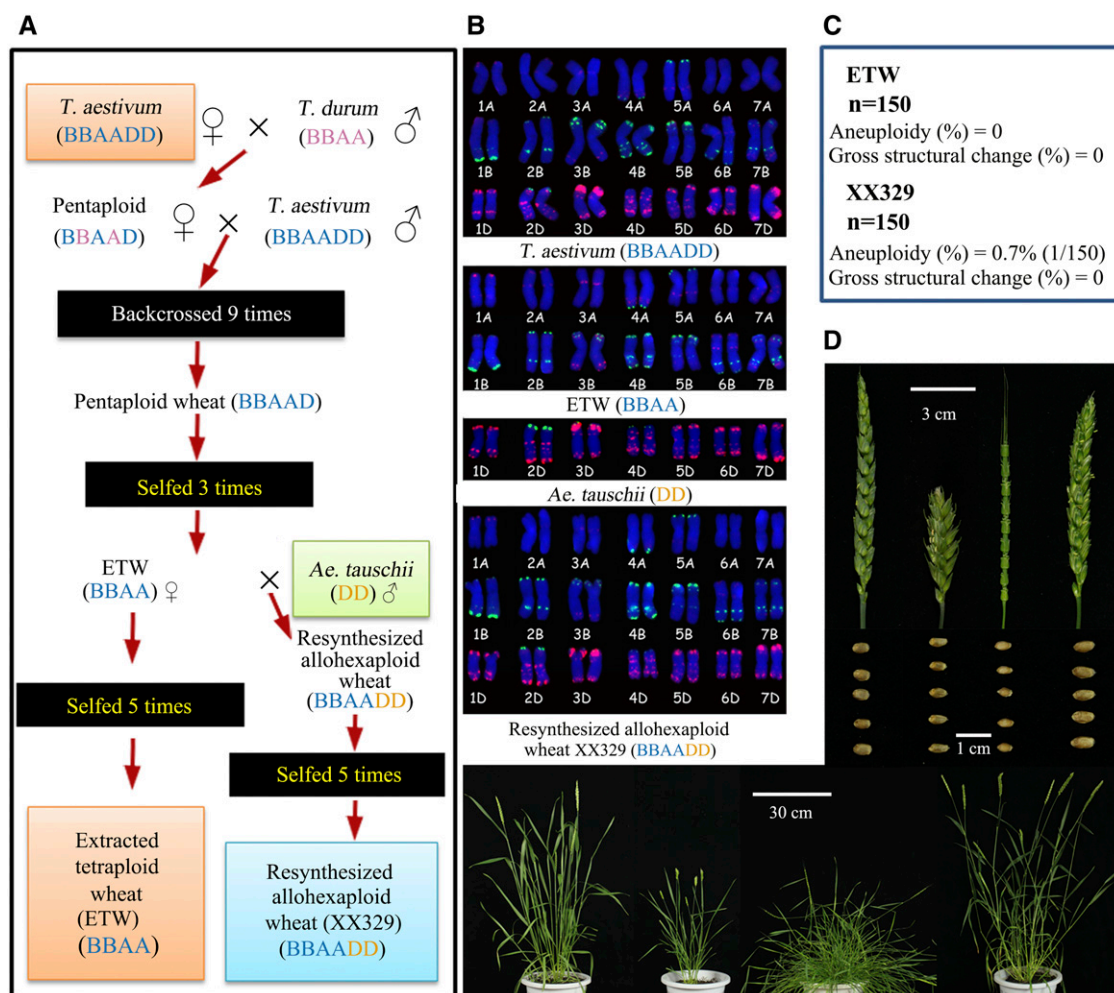 A
T. aestivum
(BBAADD)
♀ × T. durum
(BBAA)
♂
Pentaploid
(BBAAD)
♀ × T. aestivum
(BBAADD)
♂
Backcrossed 9 times
Pentaploid wheat (BBAAD)
Selfed 3 times
ETW
(BBAA) ♀
×
Ae. tauschii
(DD) ♂
Resynthesized
allohexaploid
wheat
(BBAADD)
Selfed 5 times
Selfed 5 times
Extracted
tetraploid
wheat
(ETW)
(BBAA)
Resynthesized
allohexaploid
wheat (XX329)
(BBAADD)
B
1A 2A 3A 4A 5A 6A 7A
1B 2B 3B 4B 5B 6B 7B
1D 2D 3D 4D 5D 6D 7D
T. aestivum (BBAADD)
1A 2A 3A 4A 5A 6A 7A
1B 2B 3B 4B 5B 6B 7B
ETW (BBAA)
1D 2D 3D 4D 5D 6D 7D
Ae. tauschii (DD)
1A 2A 3A 4A 5A 6A 7A
1B 2B 3B 4B 5B 6B 7B
1D 2D 3D 4D 5D 6D 7D
Resynthesized allohexaploid
wheat XX329 (BBAADD)
C
ETW
n=150
Aneuploidy (%) = 0
Gross structural change (%) = 0
XX329
n=150
Aneuploidy (%) = 0.7% (1/150)
Gross structural change (%) = 0
D
3 cm
1 cm
30 cm